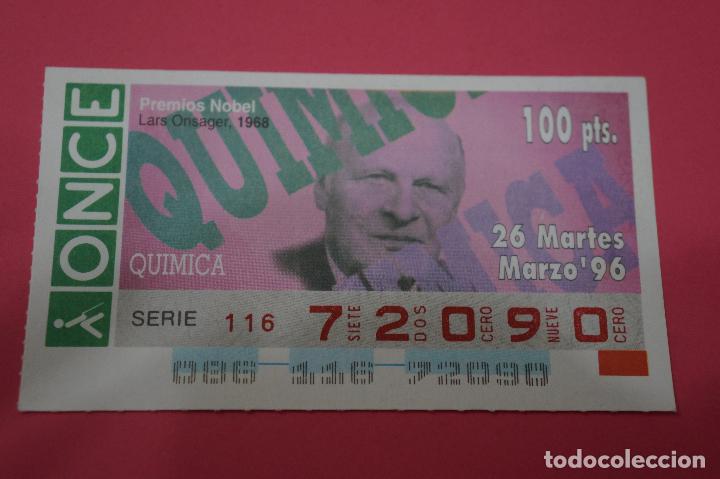 ONCE
Premios Nobel
Lars Onsager, 1968
QUIMICA
QUIMICA
100 pts.
26 Martes
Marzo'96
QUIMICA
SERIE 116 7 SIETE 2 DOS 0 CERO 9 NUEVE 0 CERO
todocoleccion